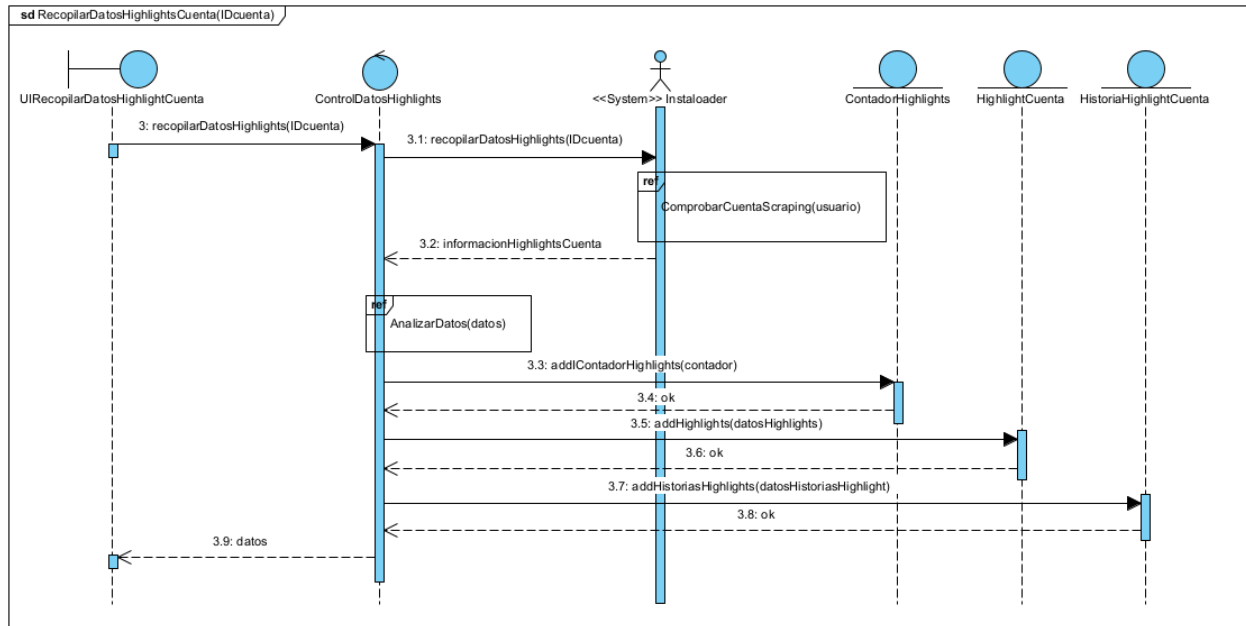 sd RecopilarDatosHighlightsCuenta(IDcuenta)
UIRecopilarDatosHighlightCuenta
ControlDatosHighlights
<<System>> Instaloader
ContadorHighlights
HighlightCuenta
HistoriaHighlightCuenta
3: recopilarDatosHighlights(IDcuenta)
3.1: recopilarDatosHighlights(IDcuenta)
ref
ComprobarCuentaScraping(usuario)
3.2: informacionHighlightsCuenta
ref
AnalizarDatos(datos)
3.3: addIContadorHighlights(contador)
3.4: ok
3.5: addHighlights(datosHighlights)
3.6: ok
3.7: addHistoriasHighlights(datosHistoriasHighlight)
3.8: ok
3.9: datos